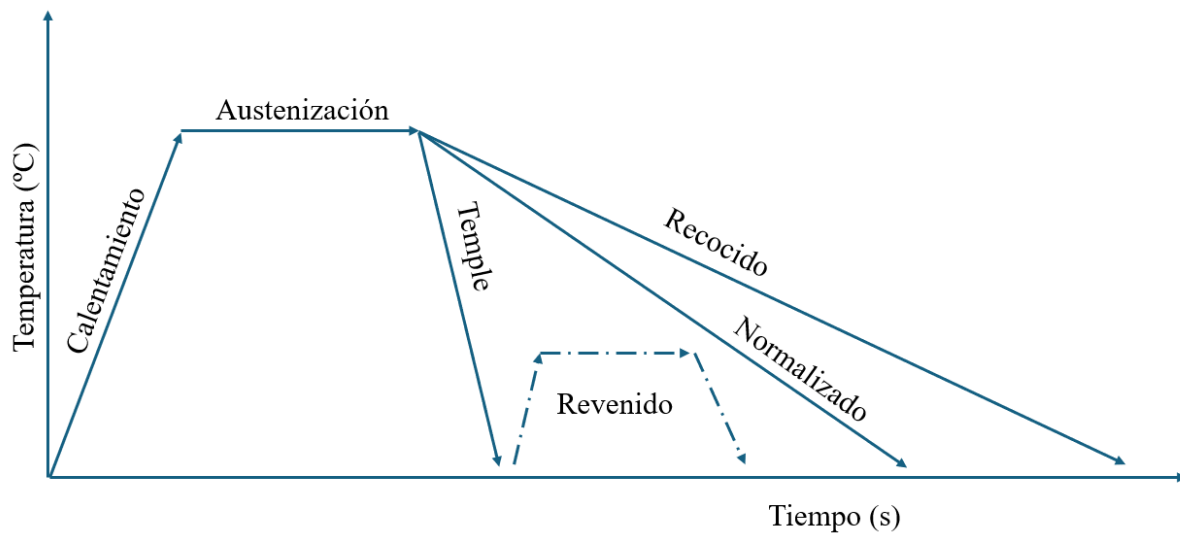 Temperatura (ºC)
Calentamiento
Austenización
Temple
Revenido
Recocido
Normalizado
Tiempo (s)